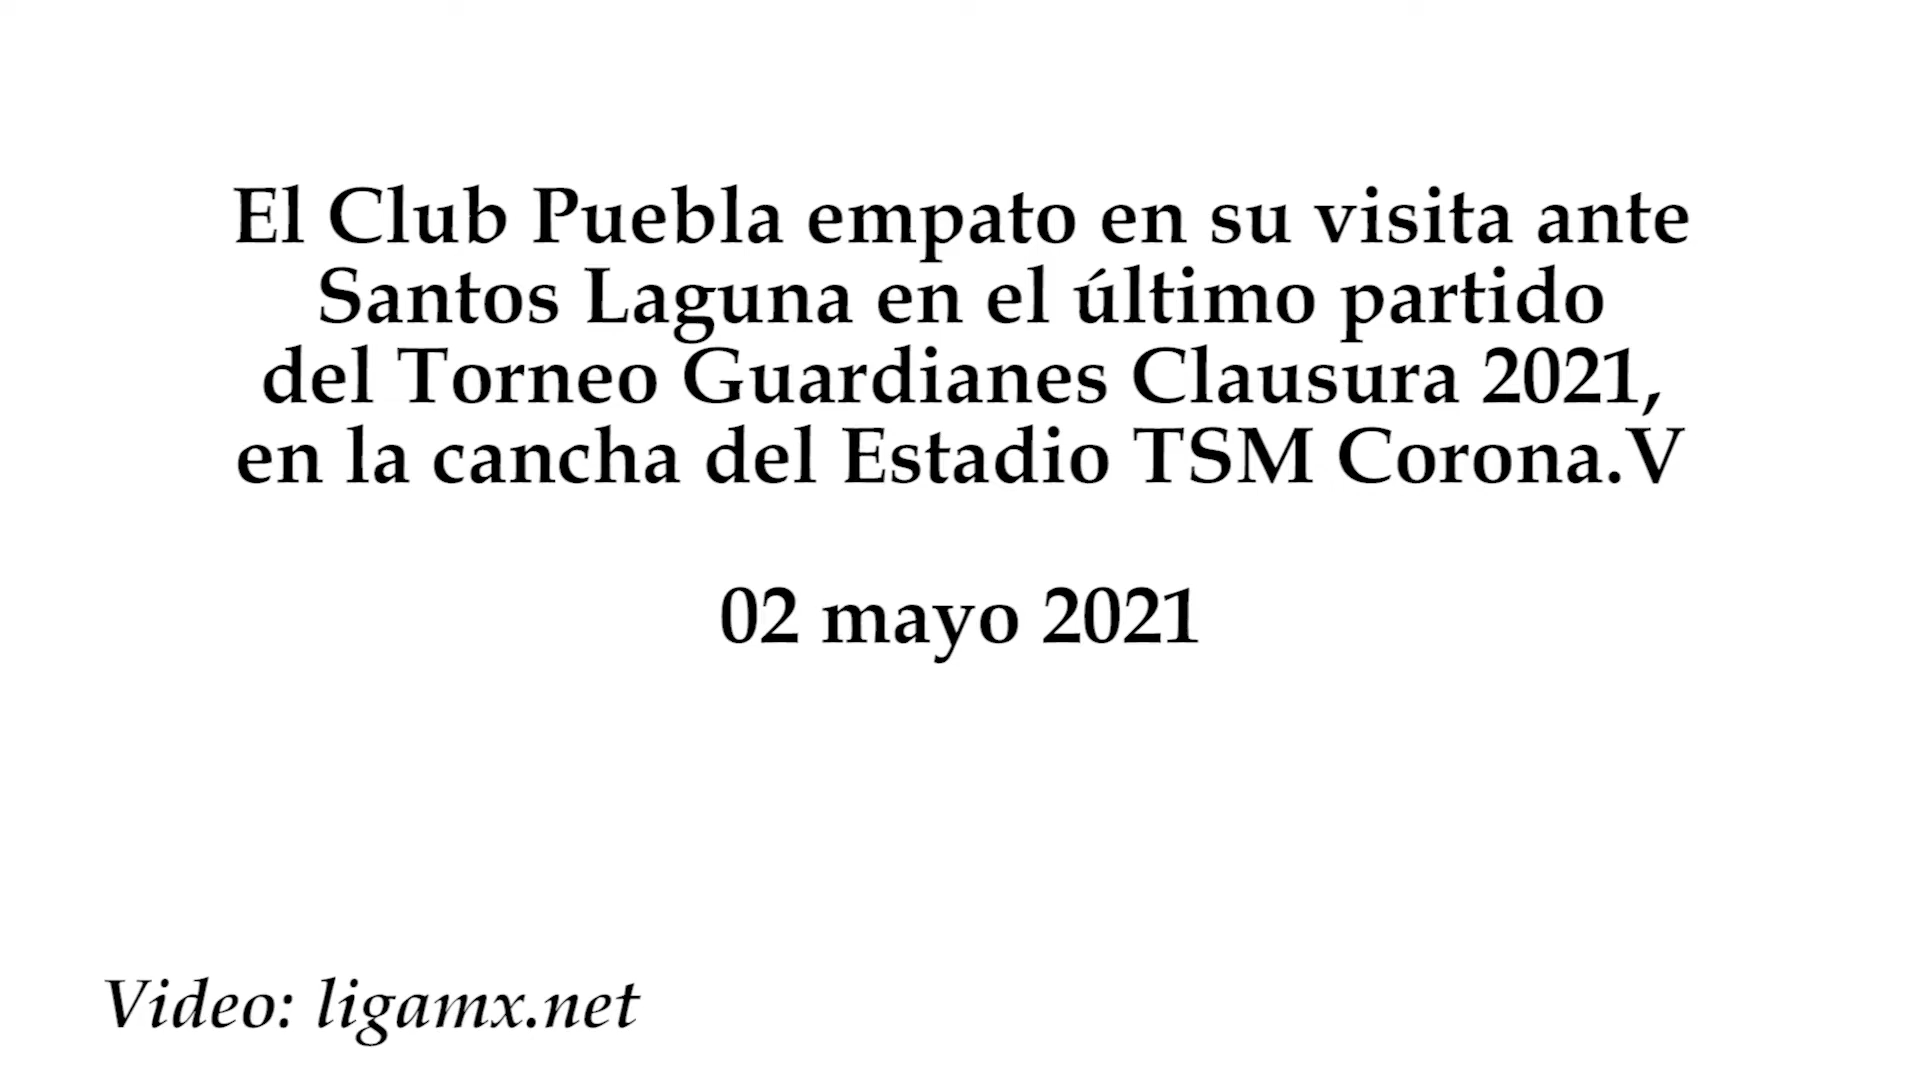 El Club Puebla empato en su visita ante
Santos Laguna en el último partido
del Torneo Guardianes Clausura 2021,
en la cancha del Estadio TSM Corona.V
02 mayo 2021
Video: ligamx.net